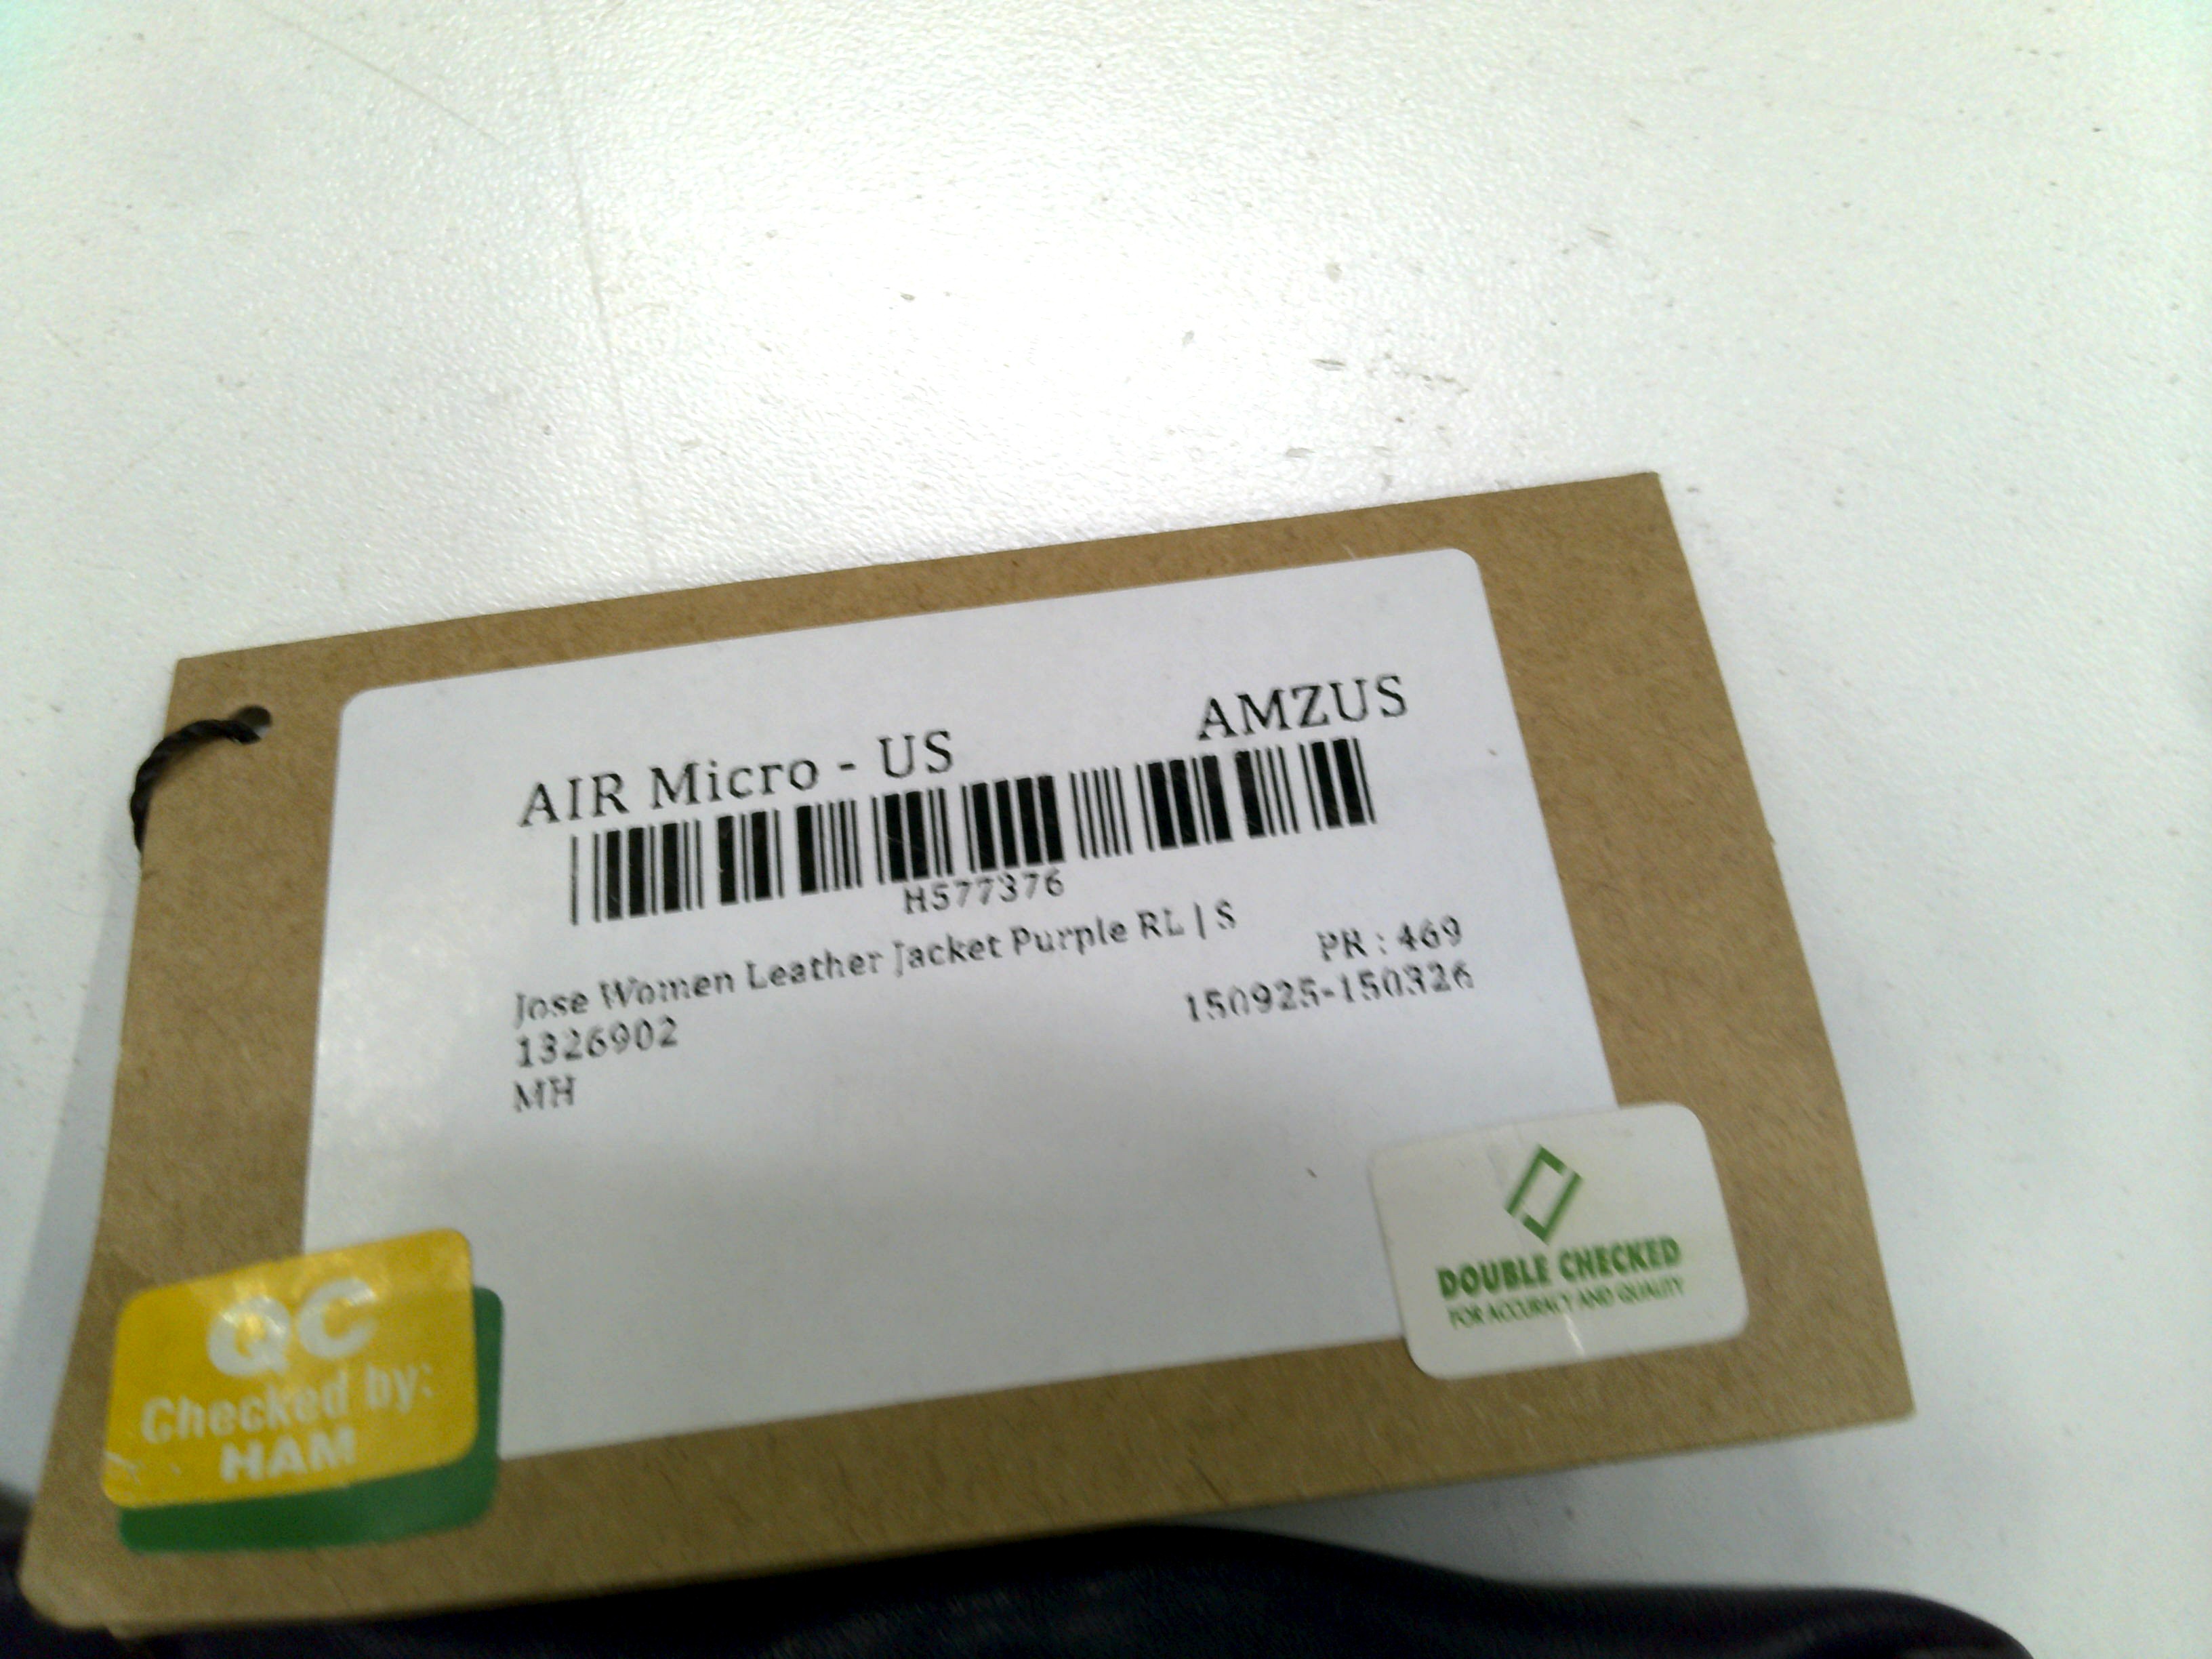 AIR Micro - US AMZUS
H577376
Jose Women Leather Jacket Purple RL | S
PR : 469
1326902 150925-150326
MH
QC
Checked by:
HAM
DOUBLE CHECKED
FOR ACCURACY AND QUALITY